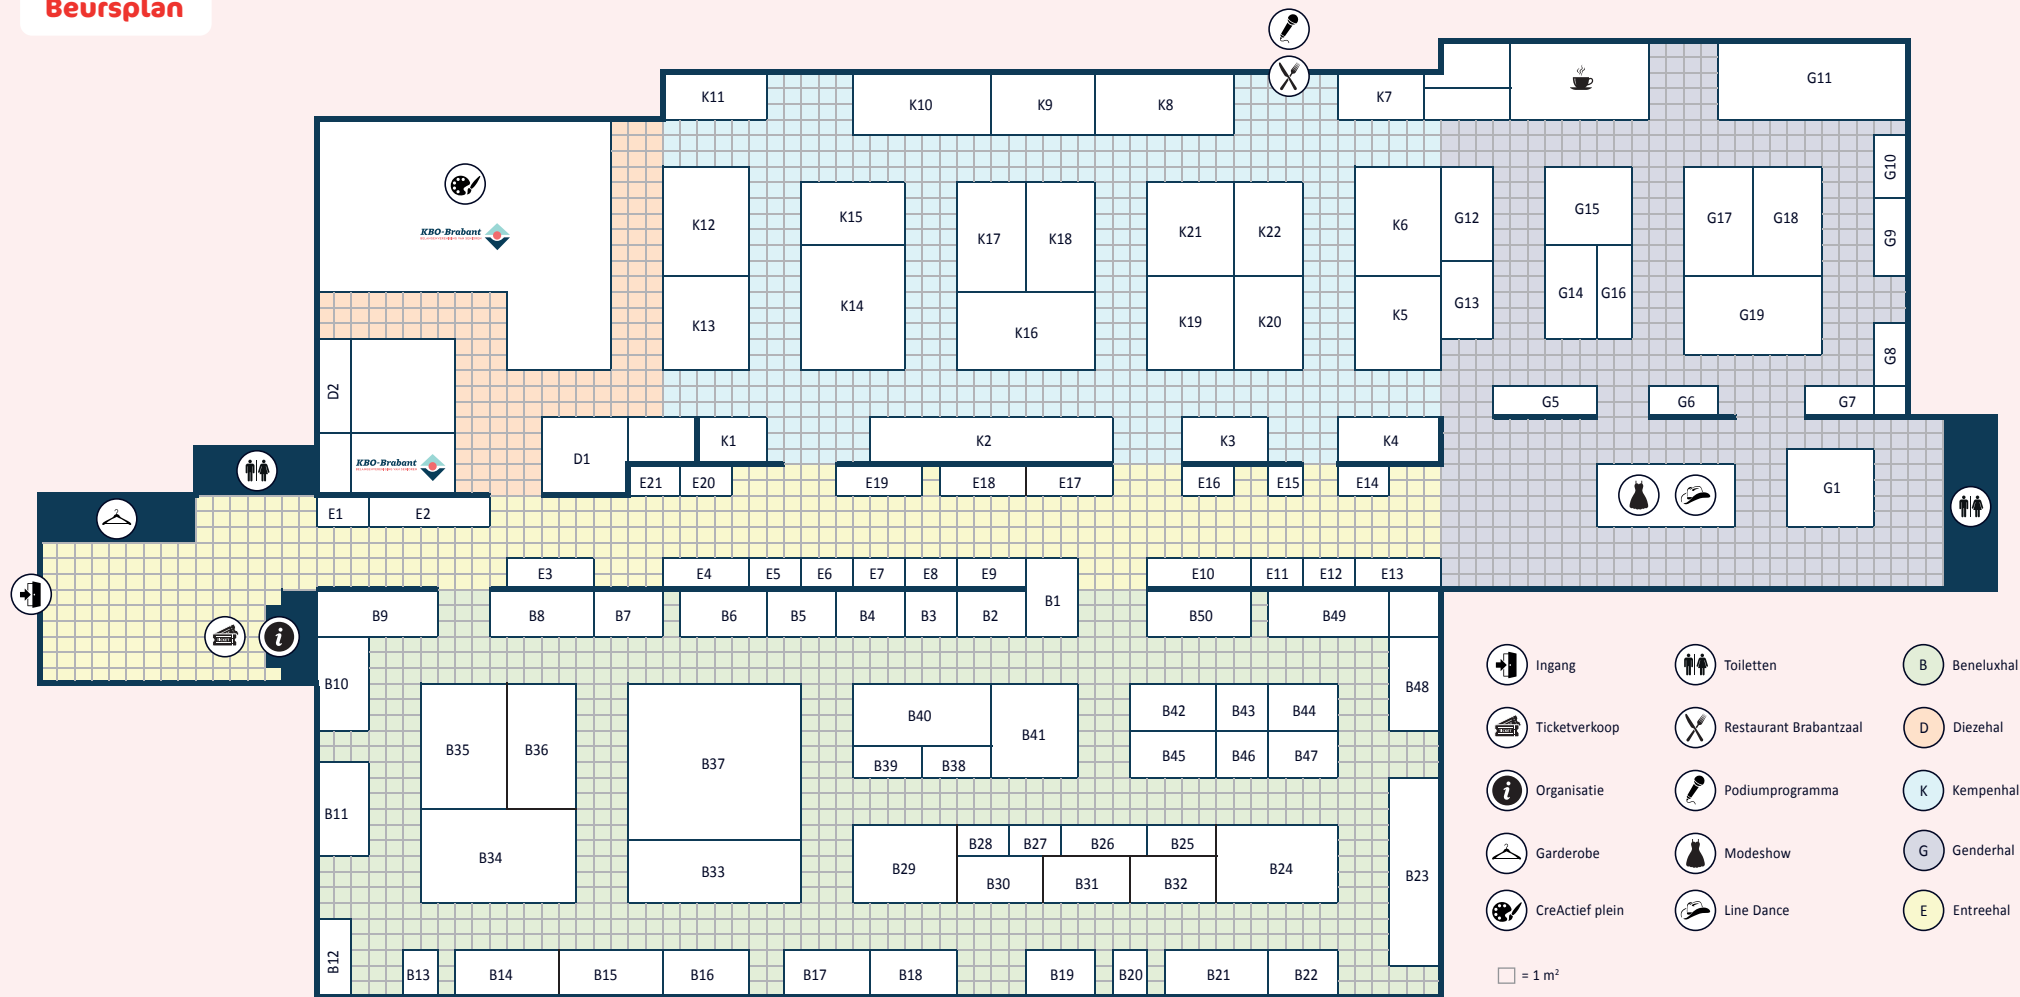 Beursplan
K11
K10
K9
K8
K7
G11
G10
KBO-Brabant
K12
K15
K17
K18
K21
K22
K6
G12
G15
G17
G18
G9
K13
K14
K16
K19
K20
K5
G13
G14
G16
G19
G8
D2
G5
G6
G7
D1
K1
K2
K3
K4
KBO-Brabant
E21
E20
E19
E18
E17
E16
E15
E14
G1
E1
E2
E3
E4
E5
E6
E7
E8
E9
E10
E11
E12
E13
B1
B9
B8
B7
B6
B5
B4
B3
B2
B50
B49
B10
B48
B35
B36
B37
B40
B41
B42
B43
B44
B39
B38
B45
B46
B47
B11
B34
B33
B29
B28
B27
B26
B25
B24
B30
B31
B32
B23
B12
B13
B14
B15
B16
B17
B18
B19
B20
B21
B22
Ingang
Toiletten
B Beneluxhal
Ticketverkoop
Restaurant Brabantzaal
D Diezehal
Organisatie
Podiumprogramma
K Kempenhal
Garderobe
Modeshow
G Genderhal
CreActief plein
Line Dance
E Entreehal
= 1 m²